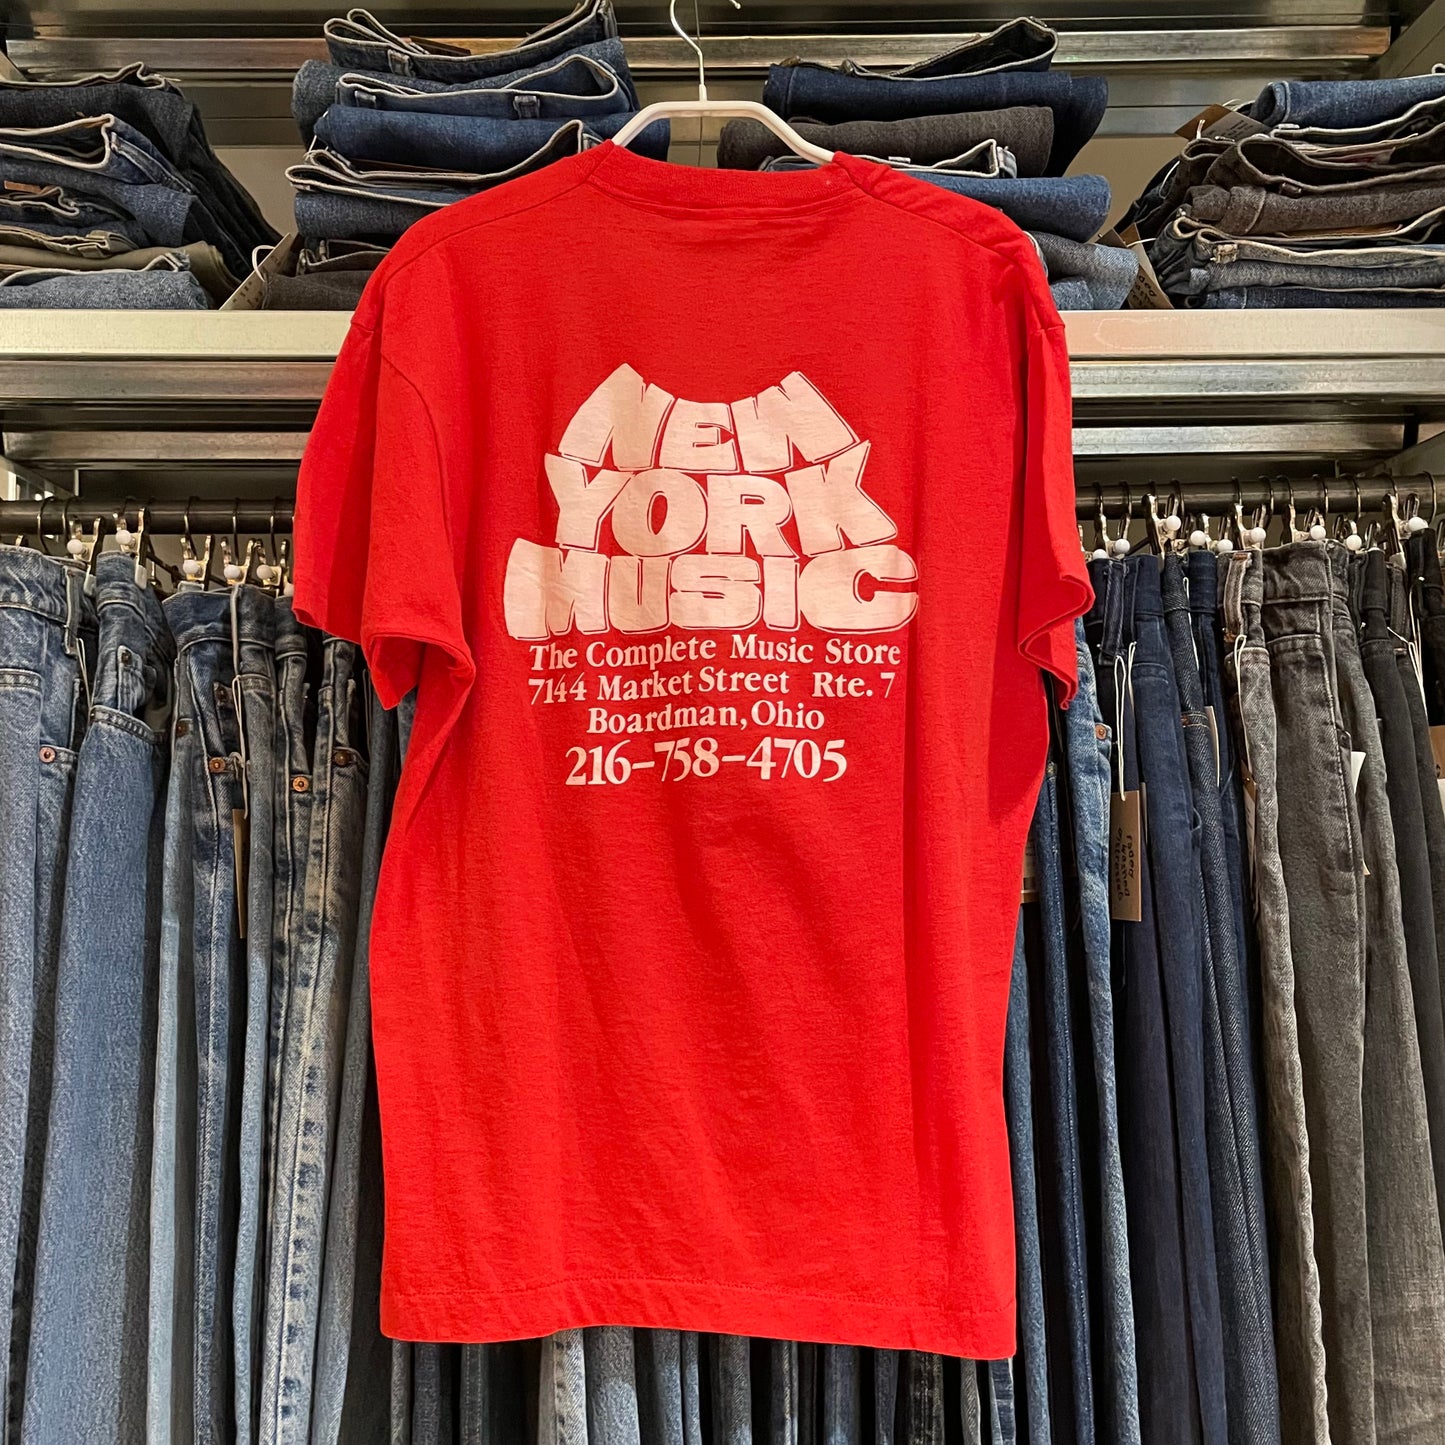 NEW
YORK
MUSIC
The Complete Music Store
7144 Market Street Rte. 7
Boardman, Ohio
216-758-4705